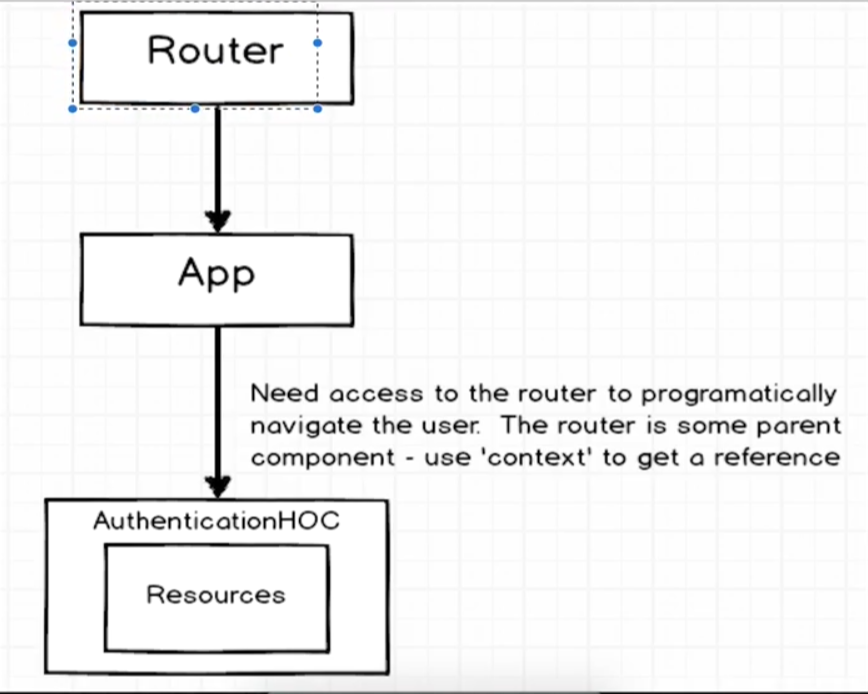 Router
App
Need access to the router to programatically
navigate the user. The router is some parent
component - use 'context' to get a reference
AuthenticationHOC
Resources